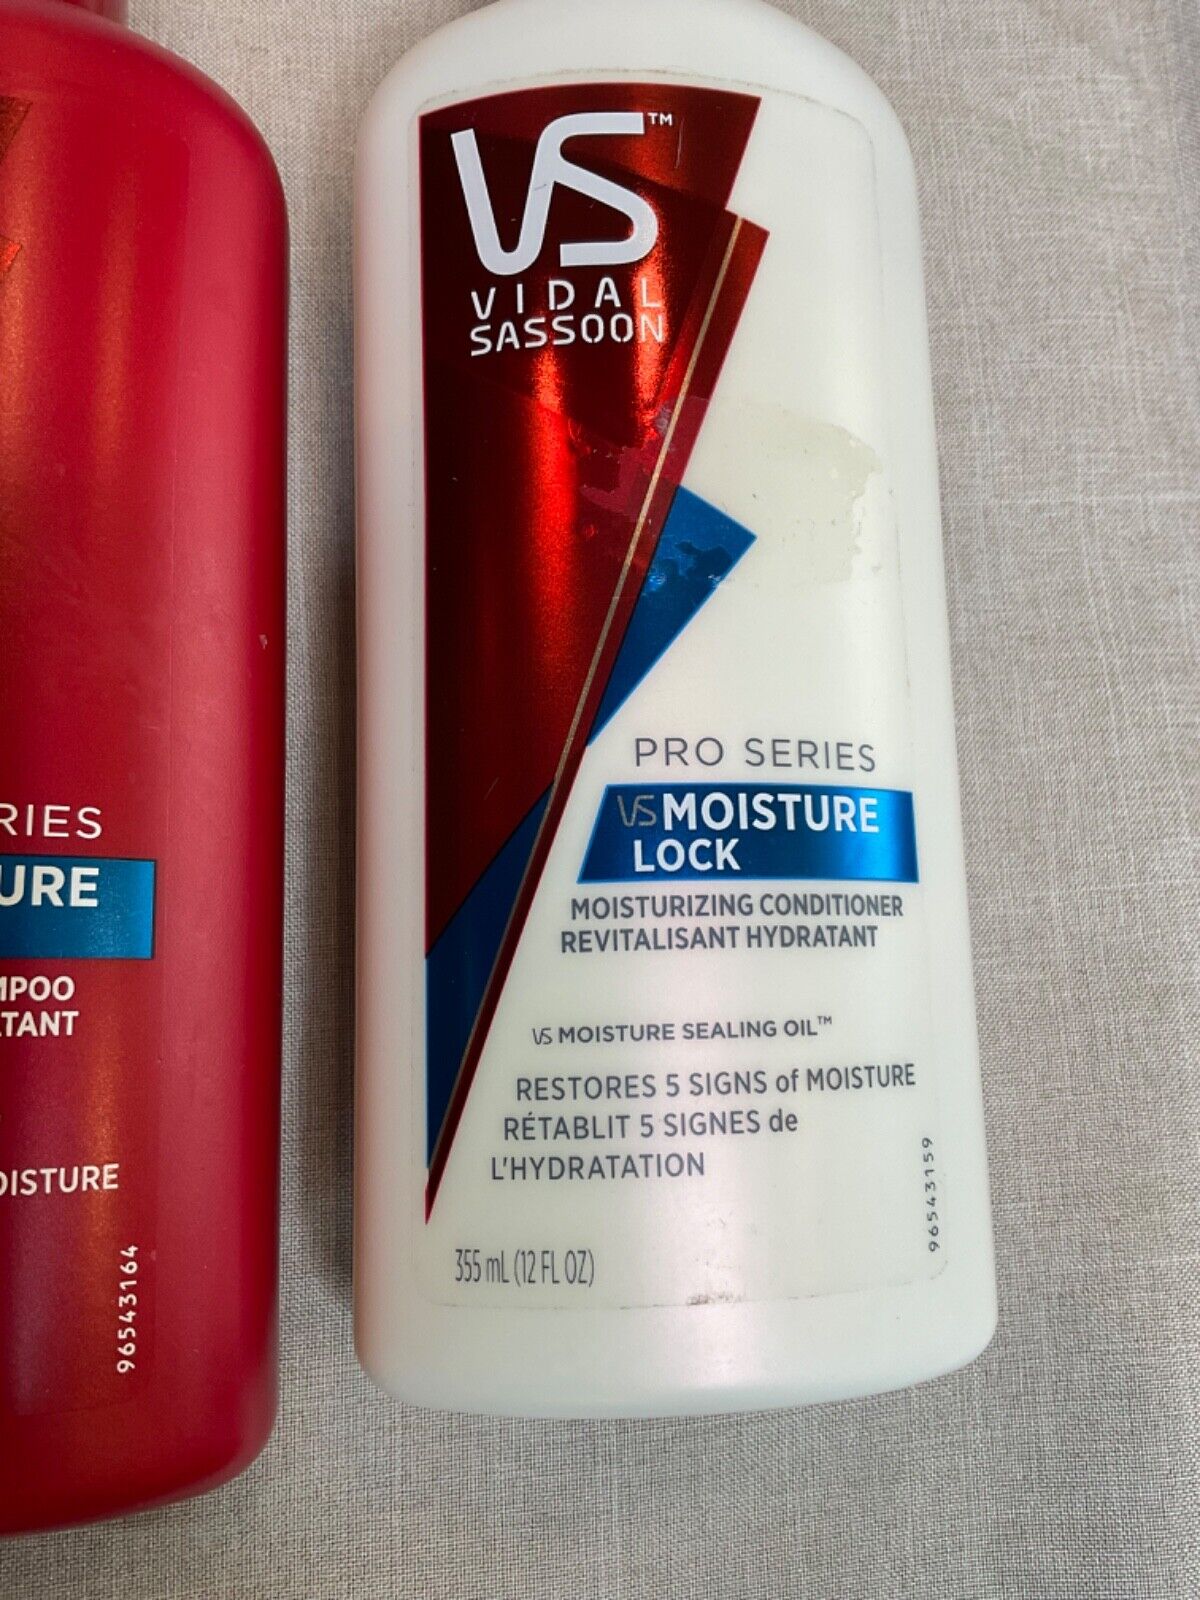 RIES
URE
MPOO
TANT
OISTURE
96543164
VS™
VIDAL
SASSOON
PRO SERIES
VS MOISTURE
LOCK
MOISTURIZING CONDITIONER
REVITALISANT HYDRATANT
VS MOISTURE SEALING OIL™
RESTORES 5 SIGNS of MOISTURE
RÉTABLIT 5 SIGNES de
L'HYDRATATION
355 mL (12 FL OZ)
96543159